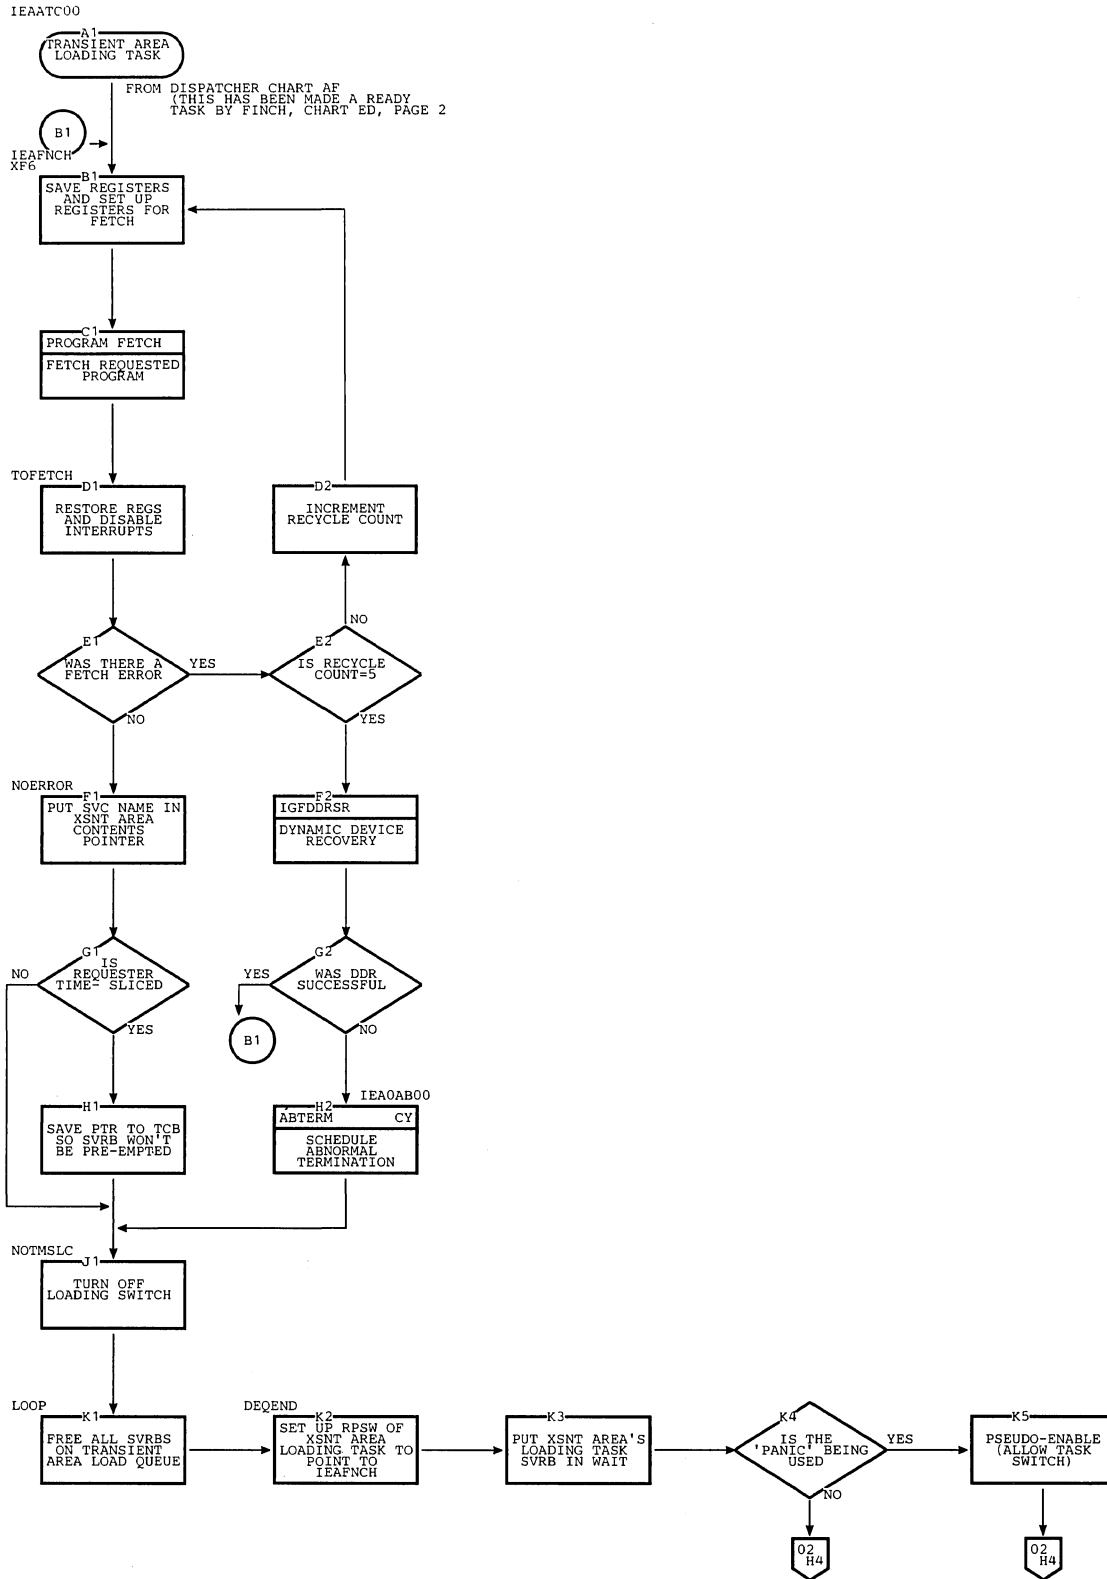 IEAATC00
A1
TRANSIENT AREA
LOADING TASK
FROM DISPATCHER CHART AF
(THIS HAS BEEN MADE A READY
TASK BY FINCH, CHART ED, PAGE 2
B1
IEAFNCH
XF6
B1
SAVE REGISTERS
AND SET UP
REGISTERS FOR
FETCH
C1
PROGRAM FETCH
FETCH REQUESTED
PROGRAM
TOFETCH
D1
RESTORE REGS
AND DISABLE
INTERRUPTS
D2
INCREMENT
RECYCLE COUNT
NO
E1
WAS THERE A
FETCH ERROR
YES
E2
IS RECYCLE
COUNT=5
NO
YES
NOERROR
F1
PUT SVC NAME IN
XSNT AREA
CONTENTS
POINTER
F2
IGFDDRSR
DYNAMIC DEVICE
RECOVERY
G1
IS
REQUESTER
TIME- SLICED
NO
YES
G2
WAS DDR
SUCCESSFUL
YES
B1
NO
H1
SAVE PTR TO TCB
SO SVRB WON'T
BE PRE-EMPTED
IEA0AB00
H2
ABTERM CY
SCHEDULE
ABNORMAL
TERMINATION
NOTMSLC
J1
TURN OFF
LOADING SWITCH
LOOP
K1
FREE ALL SVRBS
ON TRANSIENT
AREA LOAD QUEUE
DEQEND
K2
SET UP RPSW OF
XSNT AREA
LOADING TASK TO
POINT TO
IEAFNCH
K3
PUT XSNT AREA'S
LOADING TASK
SVRB IN WAIT
K4
IS THE
'PANIC' BEING
USED
YES
NO
K5
PSEUDO-ENABLE
(ALLOW TASK
SWITCH)
02
H4
02
H4